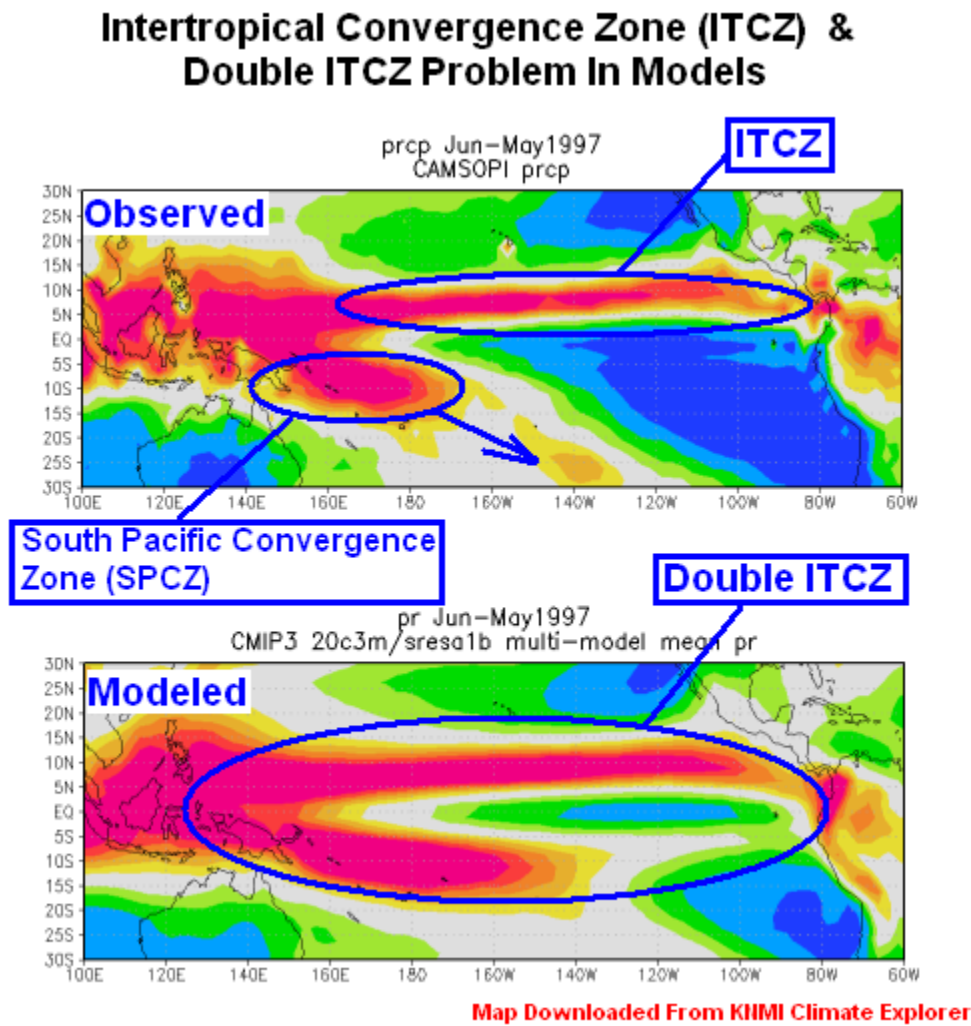 Intertropical Convergence Zone (ITCZ) &
Double ITCZ Problem In Models
prcp Jun-May1997
CAMSOPI prcp
ITCZ
Observed
30N
25N
20N
15N
10N
5N
EQ
5S
10S
15S
20S
25S
30S
100E 120E 140E 160E 180 160W 140W 120W 100W 80W 60W
South Pacific Convergence
Zone (SPCZ)
Double ITCZ
pr Jun-May1997
CMIP3 20c3m/sresa1b multi-model mean pr
Modeled
30N
25N
20N
15N
10N
5N
EQ
5S
10S
15S
20S
25S
30S
100E 120E 140E 160E 180 160W 140W 120W 100W 80W 60W
Map Downloaded From KNMI Climate Explorer